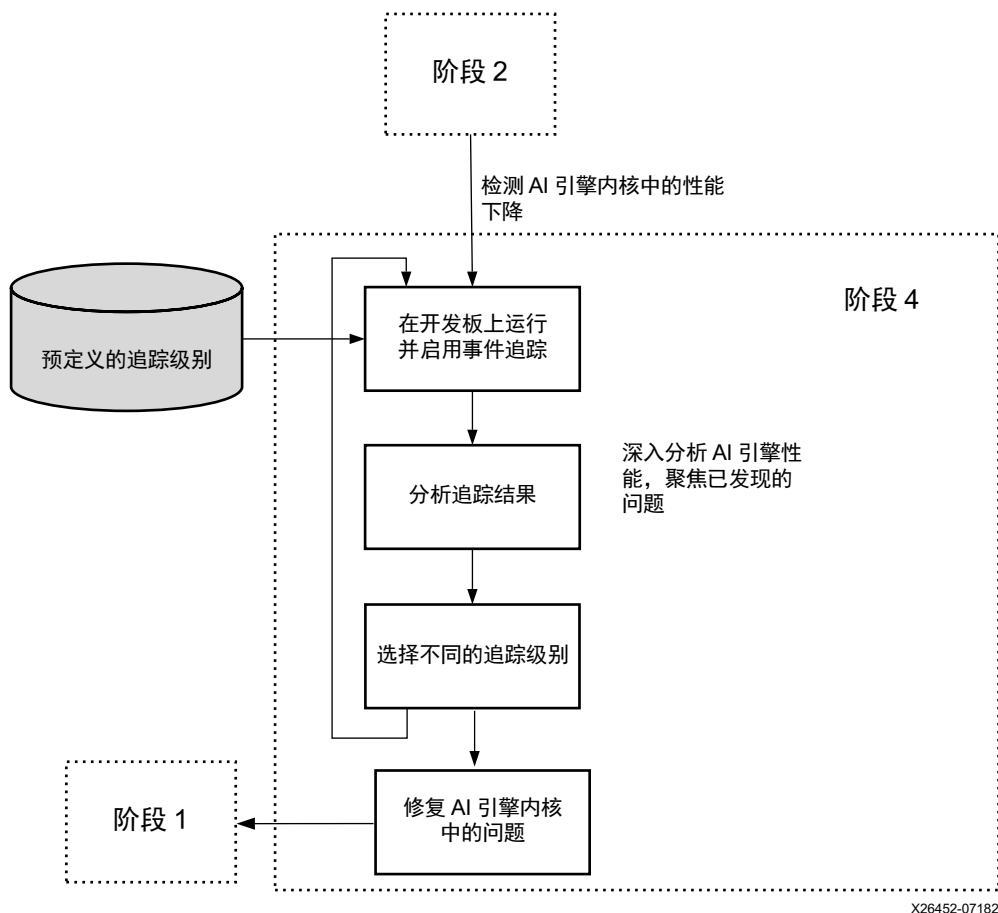 阶段 2
检测 AI 引擎内核中的性能
下降
阶段 4
在开发板上运行
并启用事件追踪
预定义的追踪级别
深入分析 AI 引擎性
能，聚焦已发现的
问题
分析追踪结果
选择不同的追踪级别
修复 AI 引擎内核
中的问题
阶段 1
X26452-07182